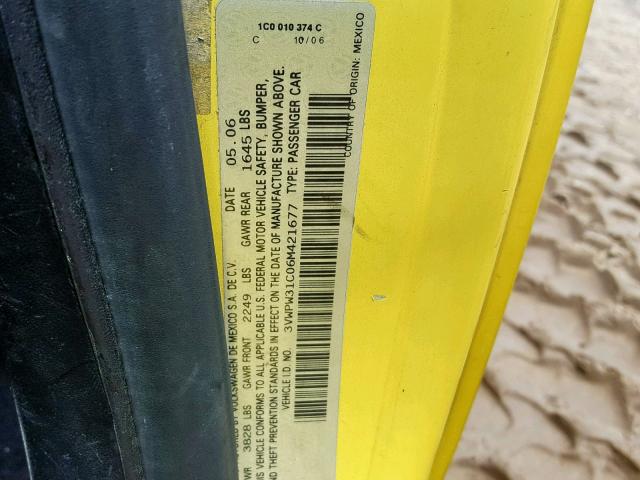 1C0 010 374 C
C 10/06
BY VOLKSWAGEN DE MEXICO S.A. DE C.V. DATE 05.06
3828 LBS GAWR FRONT 2249 LBS GAWR REAR 1645 LBS
VEHICLE CONFORMS TO ALL APPLICABLE U.S. FEDERAL MOTOR VEHICLE SAFETY, BUMPER,
AND THEFT PREVENTION STANDARDS IN EFFECT ON THE DATE OF MANUFACTURE SHOWN ABOVE.
VEHICLE I.D. NO. 3VWPW31C06M421677 TYPE: PASSENGER CAR
COUNTRY OF ORIGIN: MEXICO